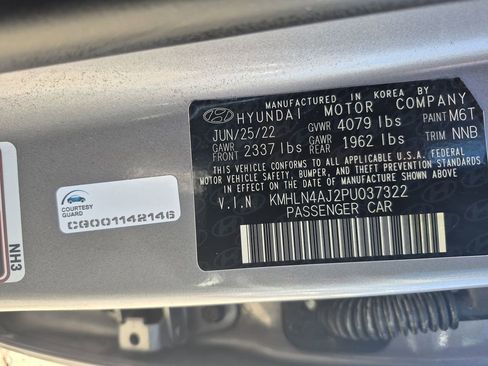 MANUFACTURED IN KOREA BY
HYUNDAI MOTOR COMPANY
JUN/25/22 GVWR 4079 lbs PAINT M6T
GAWR FRONT 2337 lbs GAWR REAR 1962 lbs TRIM NNB
THIS VEHICLE CONFORMS TO ALL APPLICABLE U.S.A. FEDERAL
MOTOR VEHICLE SAFETY, BUMPER, AND THEFT PREVENTION STANDARDS
IN EFFECT ON THE DATE OF MANUFACTURE SHOWN ABOVE
V.I.N KMHLN4AJ2PU037322
PASSENGER CAR
COURTESY
GUARD
CG001142146
NH3